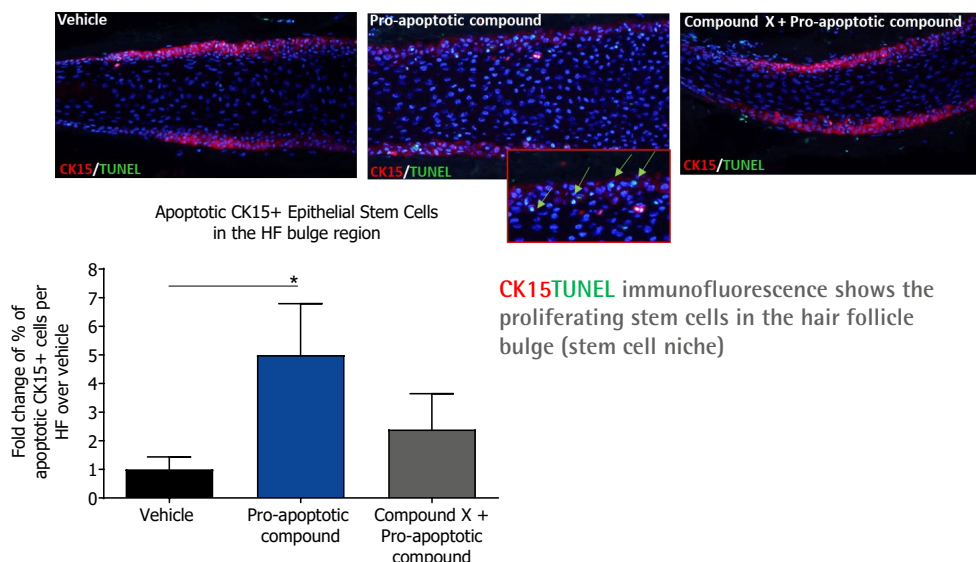 Vehicle
CK15/TUNEL
Pro-apoptotic compound
CK15/TUNEL
Compound X + Pro-apoptotic compound
CK15/TUNEL
Apoptotic CK15+ Epithelial Stem Cells
in the HF bulge region
Fold change of % of
apoptotic CK15+ cells per
HF over vehicle
8
7
6
5
4
3
2
1
0
*
Vehicle
Pro-apoptotic
compound
Compound X +
Pro-apoptotic
compound
CK15TUNEL immunofluorescence shows the
proliferating stem cells in the hair follicle
bulge (stem cell niche)